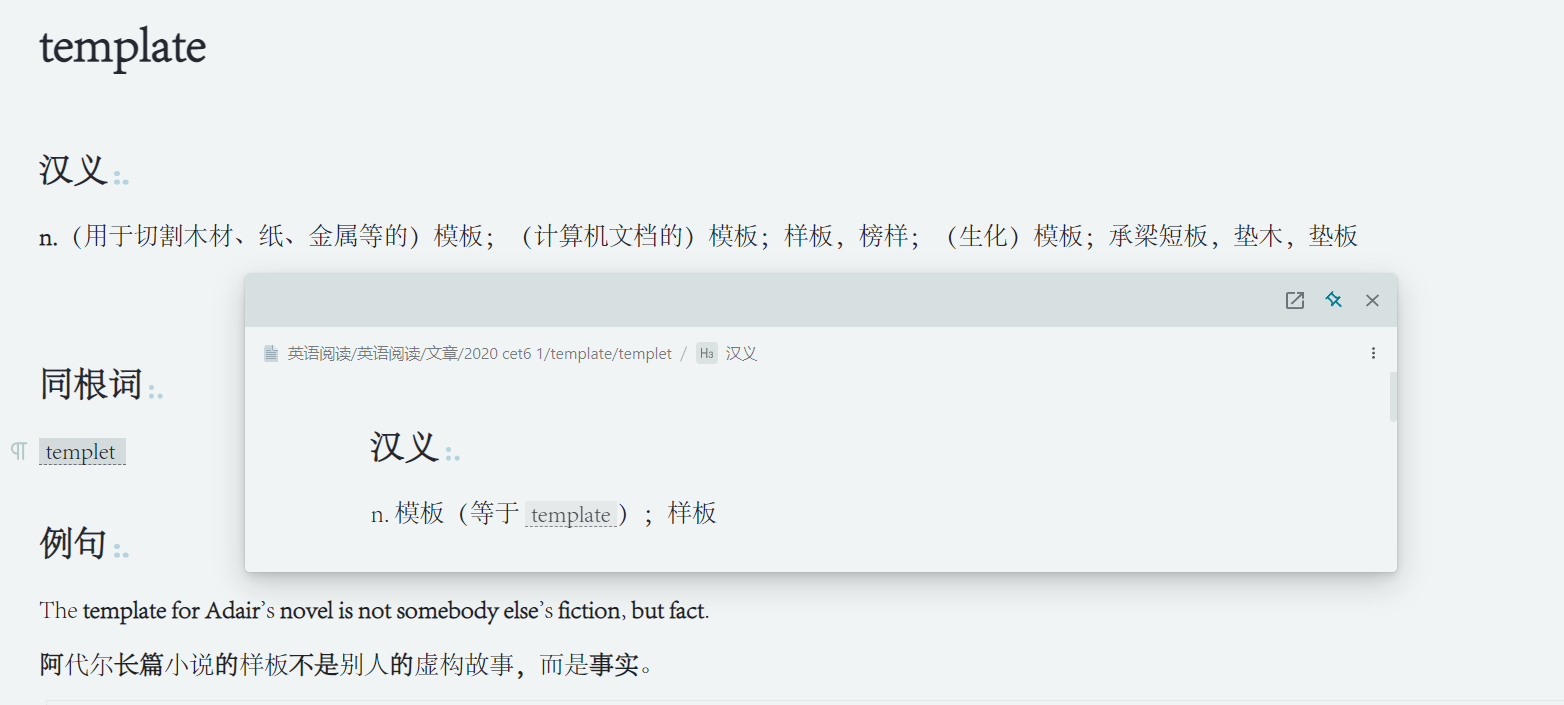 template
汉义
n.（用于切割木材、纸、金属等的）模板；（计算机文档的）模板；样板，榜样；（生化）模板；承梁短板，垫木，垫板
英语阅读/英语阅读/文章/2020 cet6 1/template/templet / H3 汉义
汉义
n. 模板（等于 template）；样板
同根词
templet
例句
The template for Adair’s novel is not somebody else’s fiction, but fact.
阿代尔长篇小说的样板不是别人的虚构故事，而是事实。